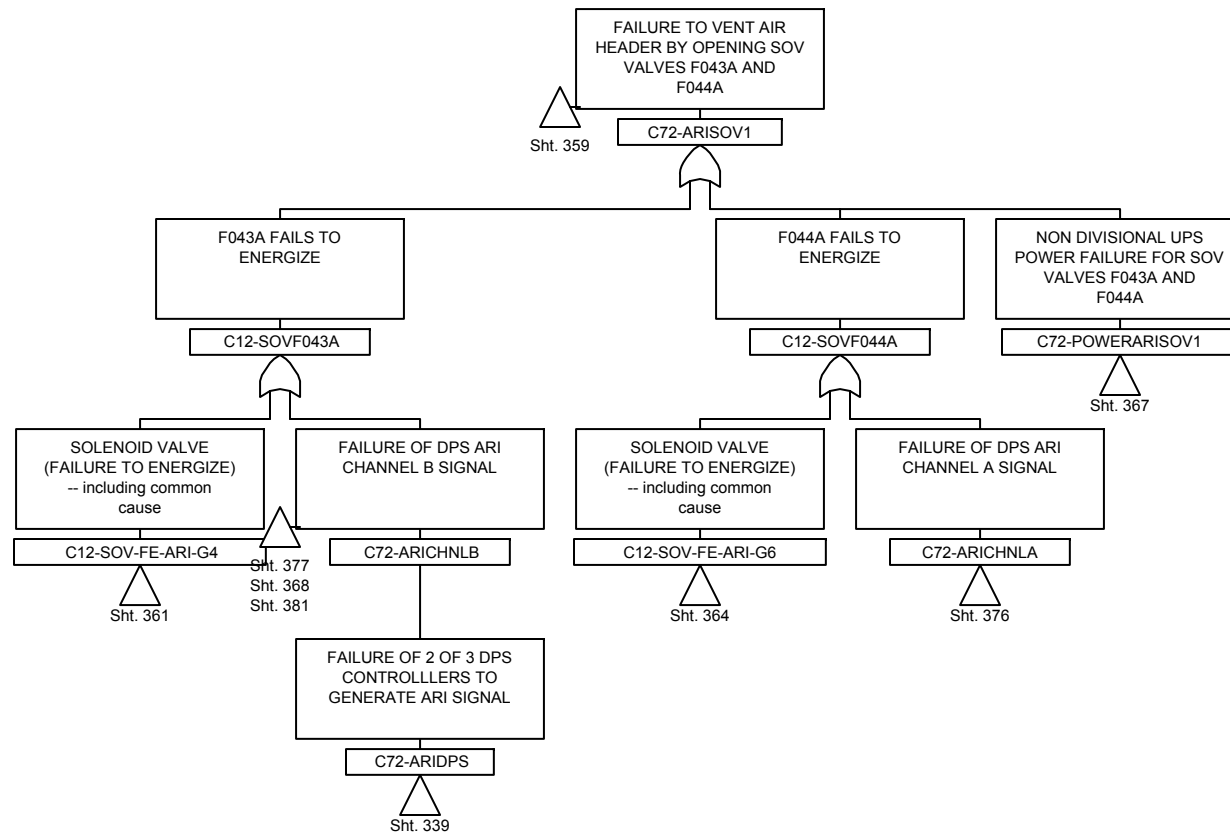 FAILURE TO VENT AIR
HEADER BY OPENING SOV
VALVES F043A AND
F044A
Sht. 359
C72-ARISOV1
F043A FAILS TO
ENERGIZE
C12-SOVF043A
F044A FAILS TO
ENERGIZE
C12-SOVF044A
NON DIVISIONAL UPS
POWER FAILURE FOR SOV
VALVES F043A AND
F044A
C72-POWERARISOV1
Sht. 367
SOLENOID VALVE
(FAILURE TO ENERGIZE)
-- including common
cause
C12-SOV-FE-ARI-G4
Sht. 361
FAILURE OF DPS ARI
CHANNEL B SIGNAL
C72-ARICHNLB
Sht. 377
Sht. 368
Sht. 381
SOLENOID VALVE
(FAILURE TO ENERGIZE)
-- including common
cause
C12-SOV-FE-ARI-G6
Sht. 364
FAILURE OF DPS ARI
CHANNEL A SIGNAL
C72-ARICHNLA
Sht. 376
FAILURE OF 2 OF 3 DPS
CONTROLLLERS TO
GENERATE ARI SIGNAL
C72-ARIDPS
Sht. 339